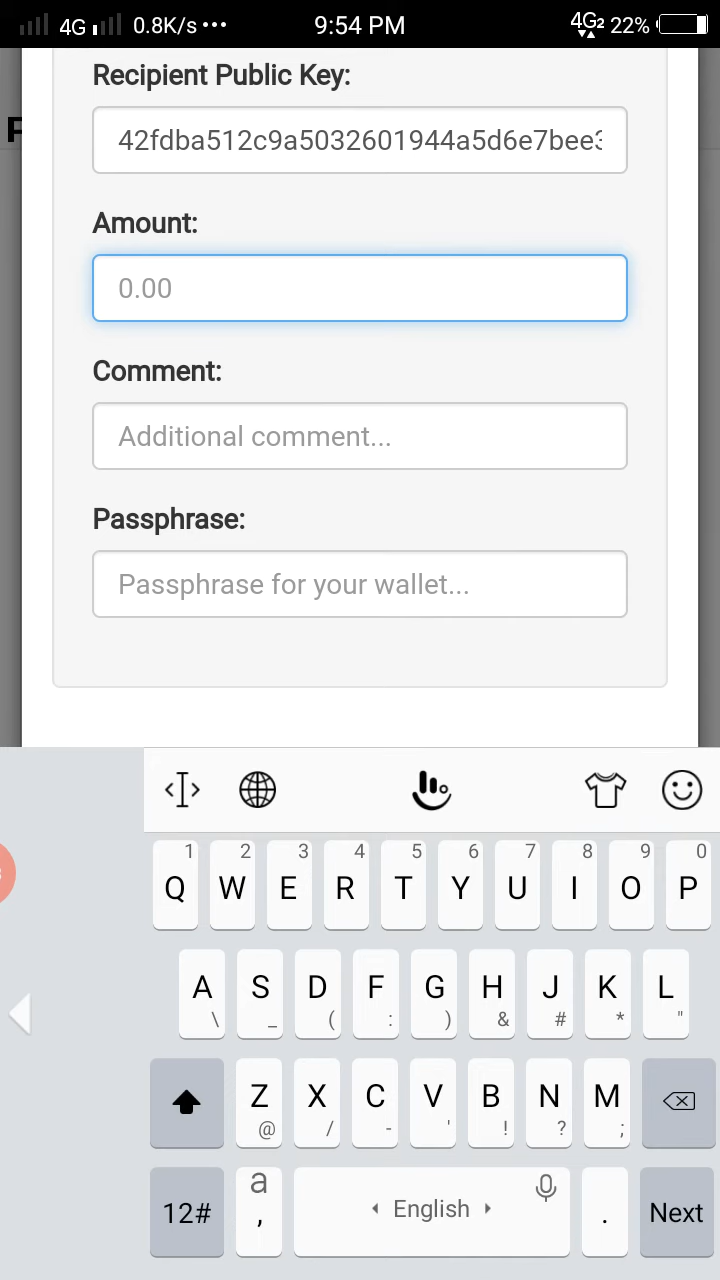 4G 0.8K/s ••• 9:54 PM 4G2 22%
Recipient Public Key:
42fdba512c9a5032601944a5d6e7bee3
Amount:
0.00
Comment:
Additional comment...
Passphrase:
Passphrase for your wallet...
1 2 3 4 5 6 7 8 9 0
Q W E R T Y U I O P
A S D F G H J K L
\ _ ( : ) & # * "
Z X C V B N M
@ / - ' ! ? ;
12# a , English . Next